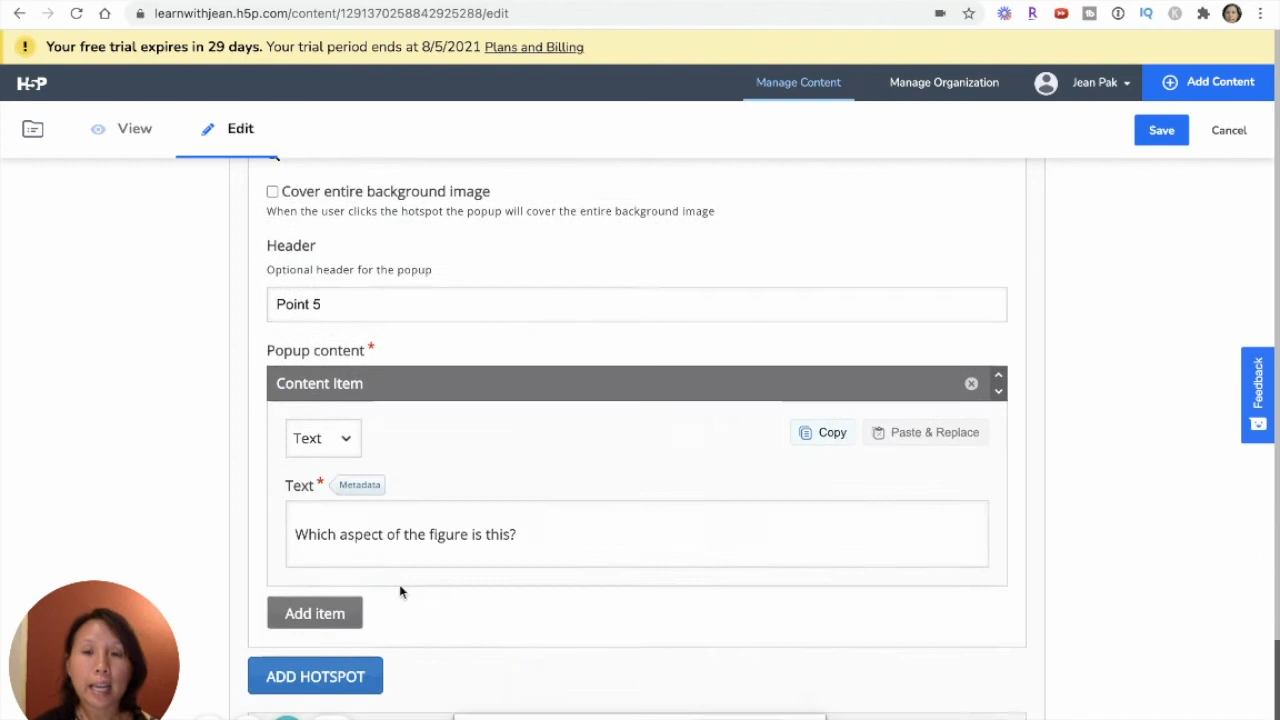 learnwithjean.h5p.com/content/1291370258842925288/edit
Your free trial expires in 29 days. Your trial period ends at 8/5/2021 Plans and Billing
H5P
Manage Content
Manage Organization
Jean Pak
Add Content
View
Edit
Save
Cancel
Cover entire background image
When the user clicks the hotspot the popup will cover the entire background image
Header
Optional header for the popup
Point 5
Popup content *
Content Item
Text
Copy
Paste & Replace
Text *
Metadata
Which aspect of the figure is this?
Add item
ADD HOTSPOT
Feedback